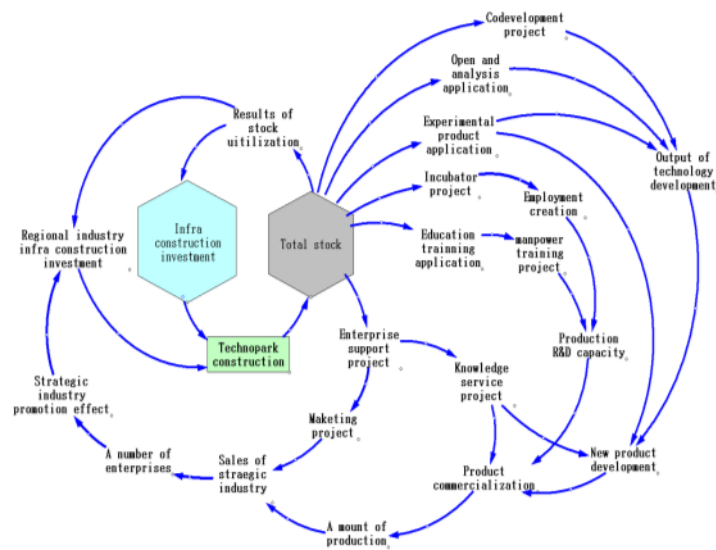 Codevelopment
project
Open and
analysis
application
Results of
stock
uitilization
Experimental
product
application
Output of
technology
development
Incubator
project
Employment
creation
Regional industry
infra construction
investment
Infra
construction
investment
Total stock
Education
trainning
application
manpower
training
project
Technopark
construction
Enterprise
support
project
Production
R&D capacity
Knowledge
service
project
Strategic
industry
promotion effect
Maketing
project
A number of
enterprises
Sales of
straegic
industry
Product
commercialization
New product
development
A mount of
production